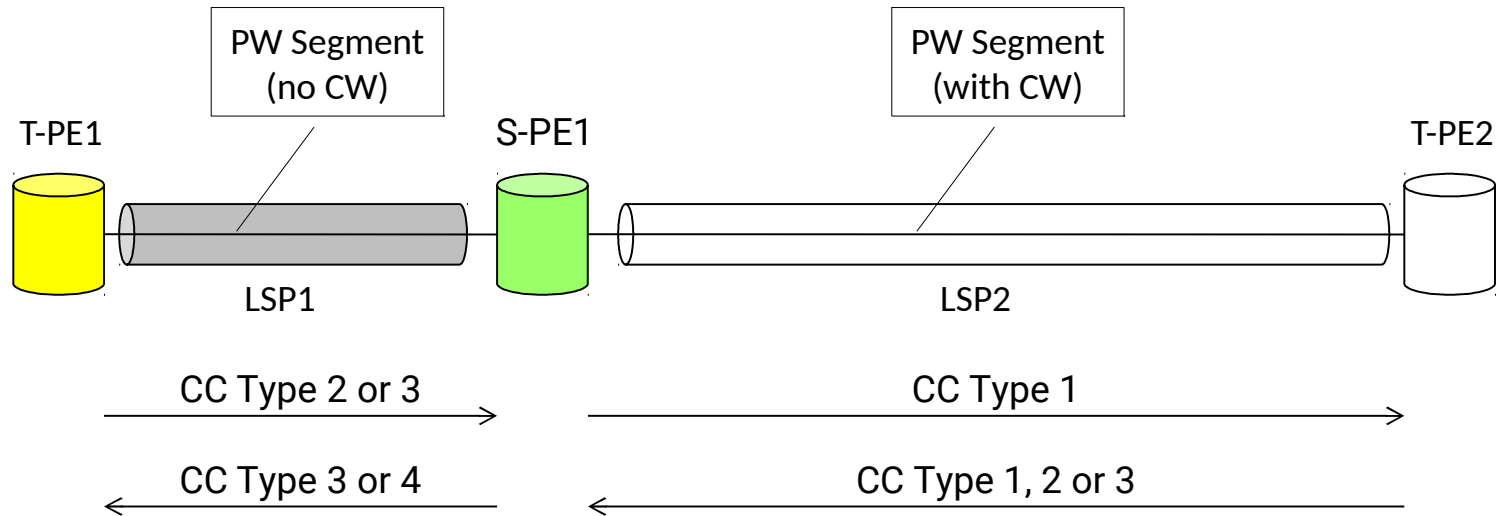 PW Segment
(no CW)
PW Segment
(with CW)
T-PE1
S-PE1
T-PE2
LSP1
LSP2
CC Type 2 or 3
CC Type 1
CC Type 3 or 4
CC Type 1, 2 or 3